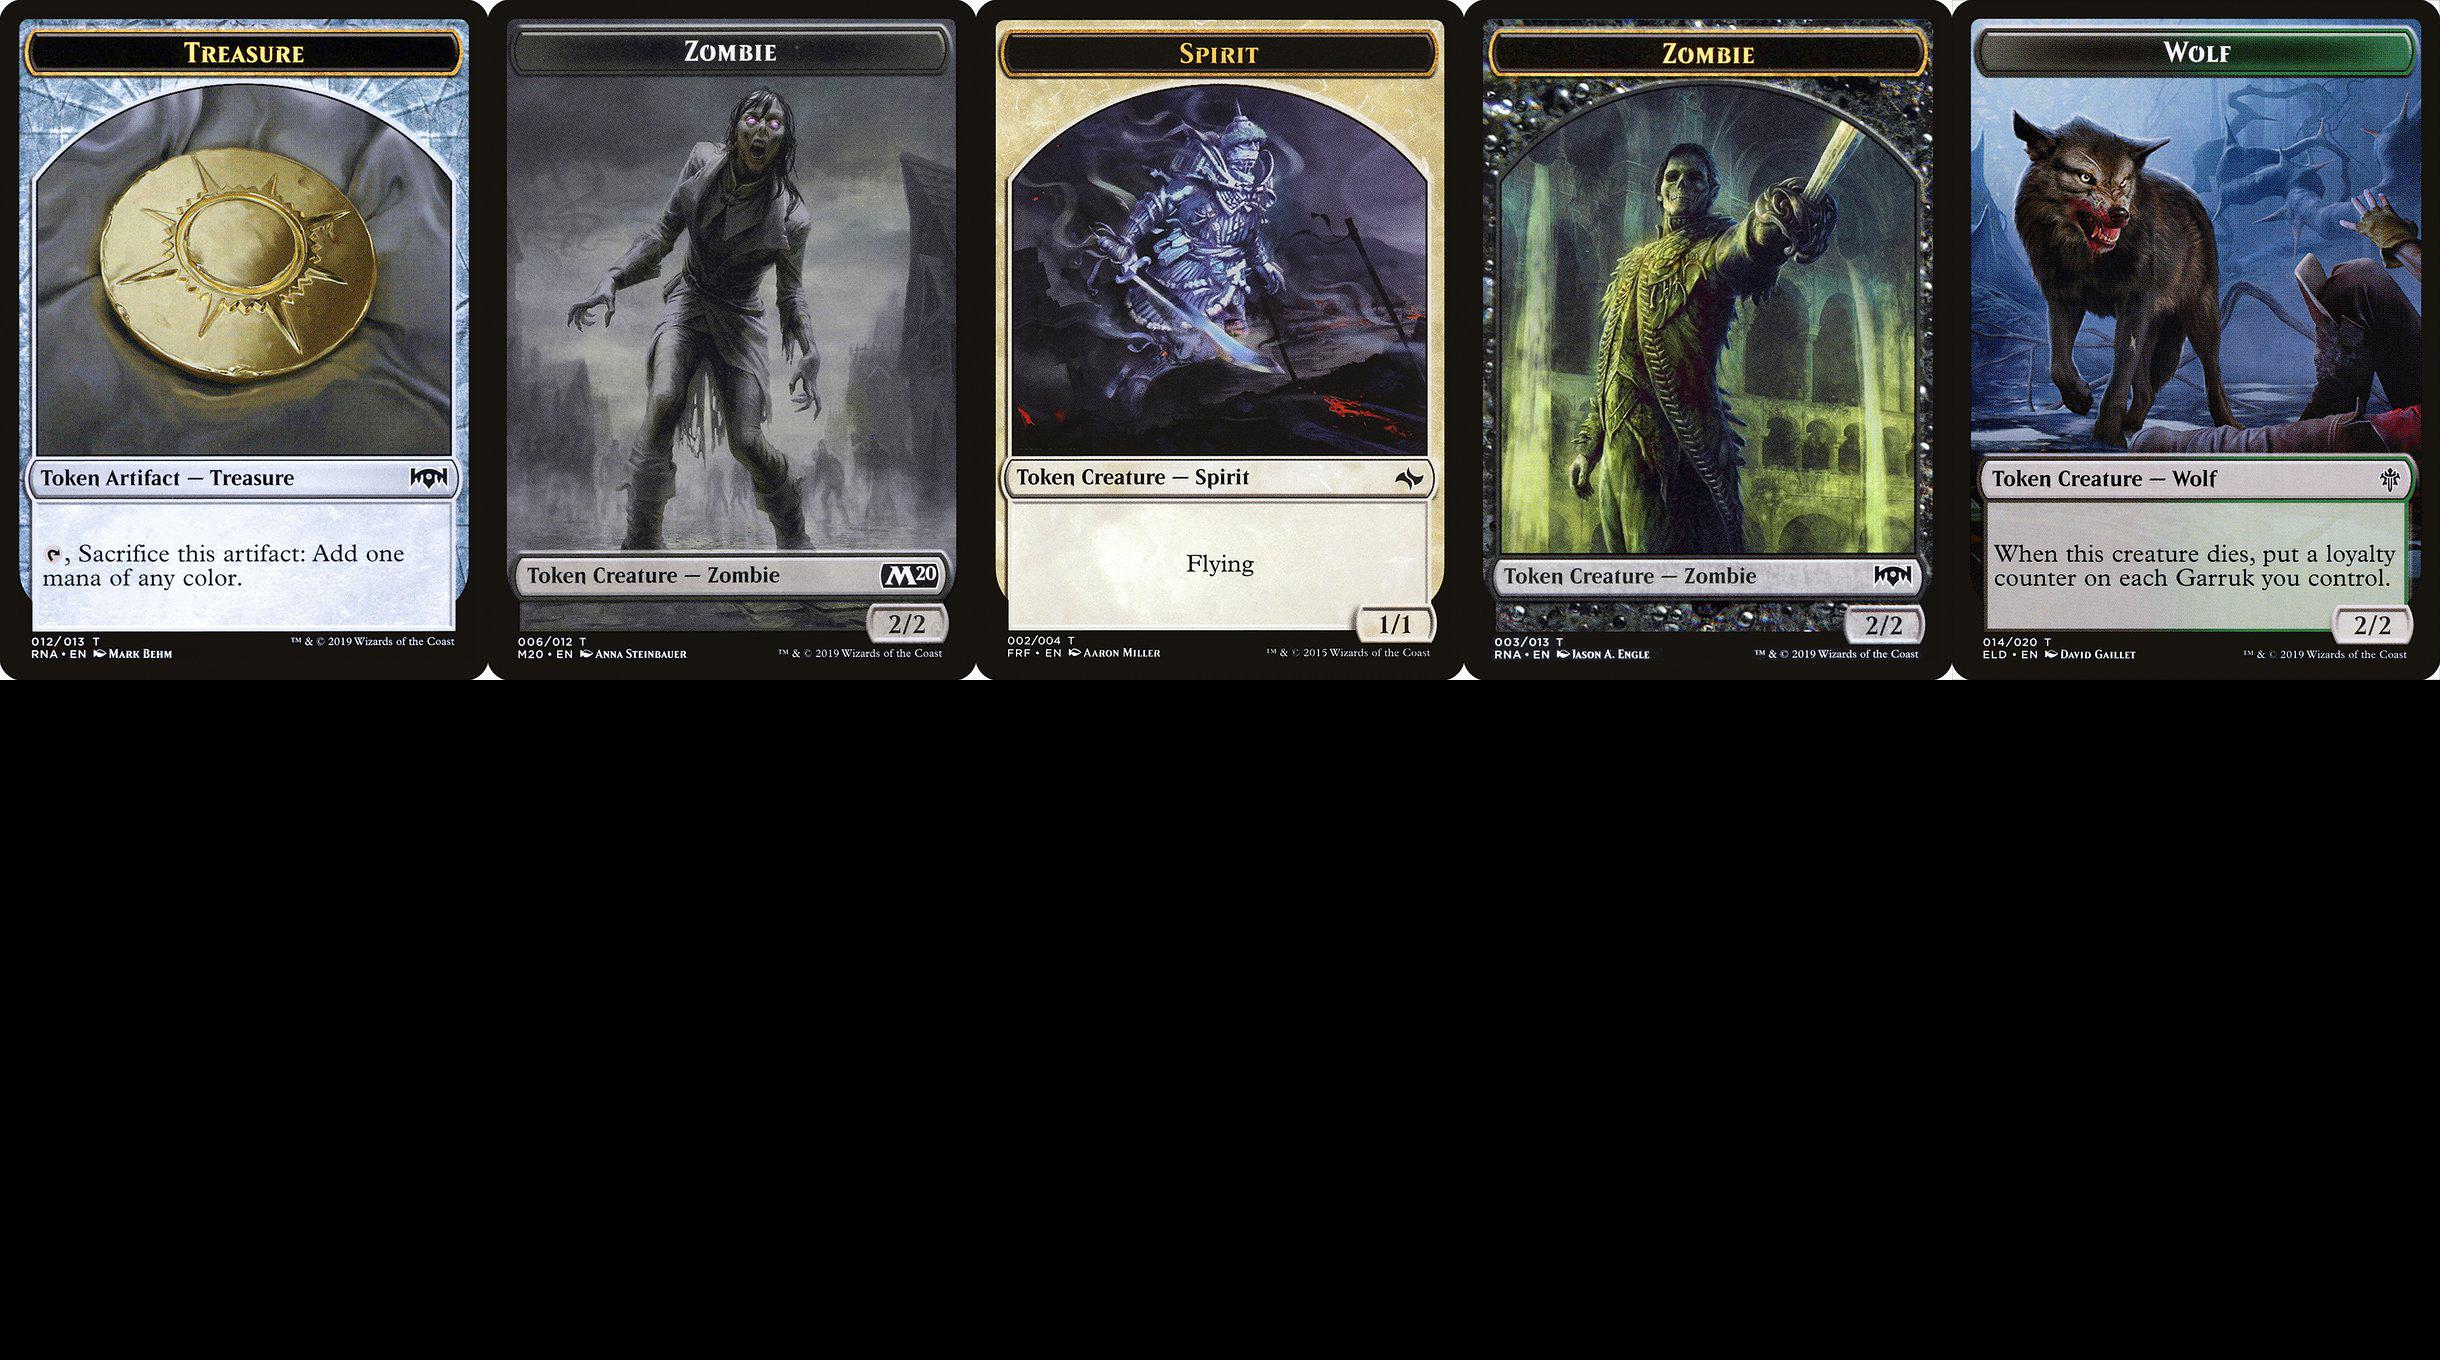 TREASURE
Token Artifact — Treasure
, Sacrifice this artifact: Add one
mana of any color.
012/013 T
RNA • EN MARK BEHM
™ & © 2019 Wizards of the Coast
ZOMBIE
Token Creature — Zombie
M20
2/2
006/012 T
M20 • EN ANNA STEINBAUER
™ & © 2019 Wizards of the Coast
SPIRIT
Token Creature — Spirit
Flying
1/1
002/004 T
FRF • EN AARON MILLER
™ & © 2015 Wizards of the Coast
ZOMBIE
Token Creature — Zombie
2/2
003/013 T
RNA • EN JASON A. ENGLE
™ & © 2019 Wizards of the Coast
WOLF
Token Creature — Wolf
When this creature dies, put a loyalty
counter on each Garruk you control.
2/2
014/020 T
ELD • EN DAVID GAILLET
™ & © 2019 Wizards of the Coast